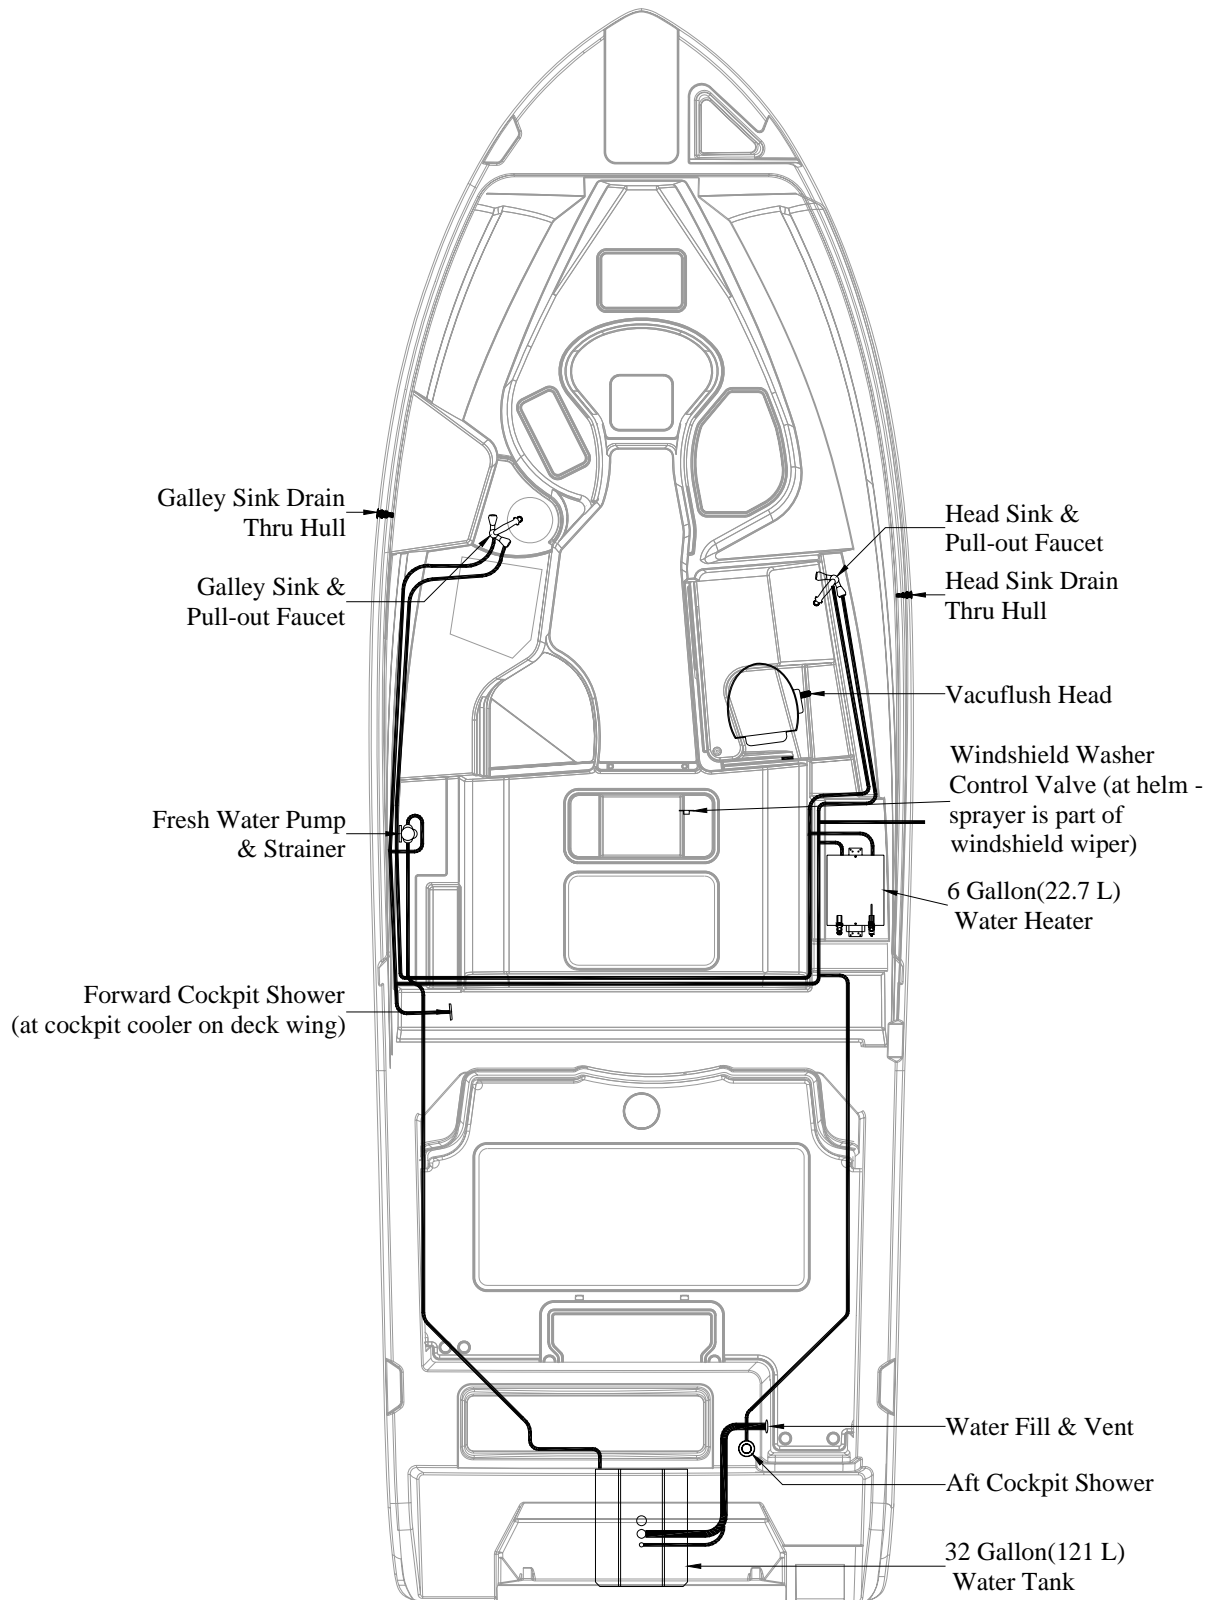 Galley Sink Drain
Thru Hull
Galley Sink &
Pull-out Faucet
Fresh Water Pump
& Strainer
Forward Cockpit Shower
(at cockpit cooler on deck wing)
Head Sink &
Pull-out Faucet
Head Sink Drain
Thru Hull
Vacuflush Head
Windshield Washer
Control Valve (at helm -
sprayer is part of
windshield wiper)
6 Gallon(22.7 L)
Water Heater
Water Fill & Vent
Aft Cockpit Shower
32 Gallon(121 L)
Water Tank